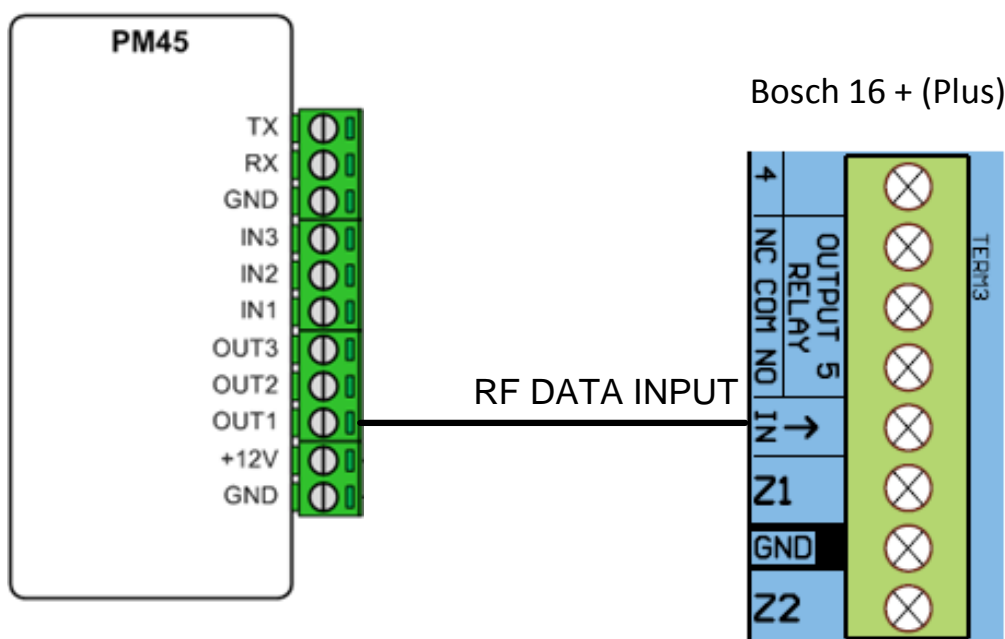 PM45
TX
RX
GND
IN3
IN2
IN1
OUT3
OUT2
OUT1
+12V
GND
RF DATA INPUT
Bosch 16 + (Plus)
4
NC COM NO
OUTPUT 5
RELAY
IN →
Z1
GND
Z2
TERM3